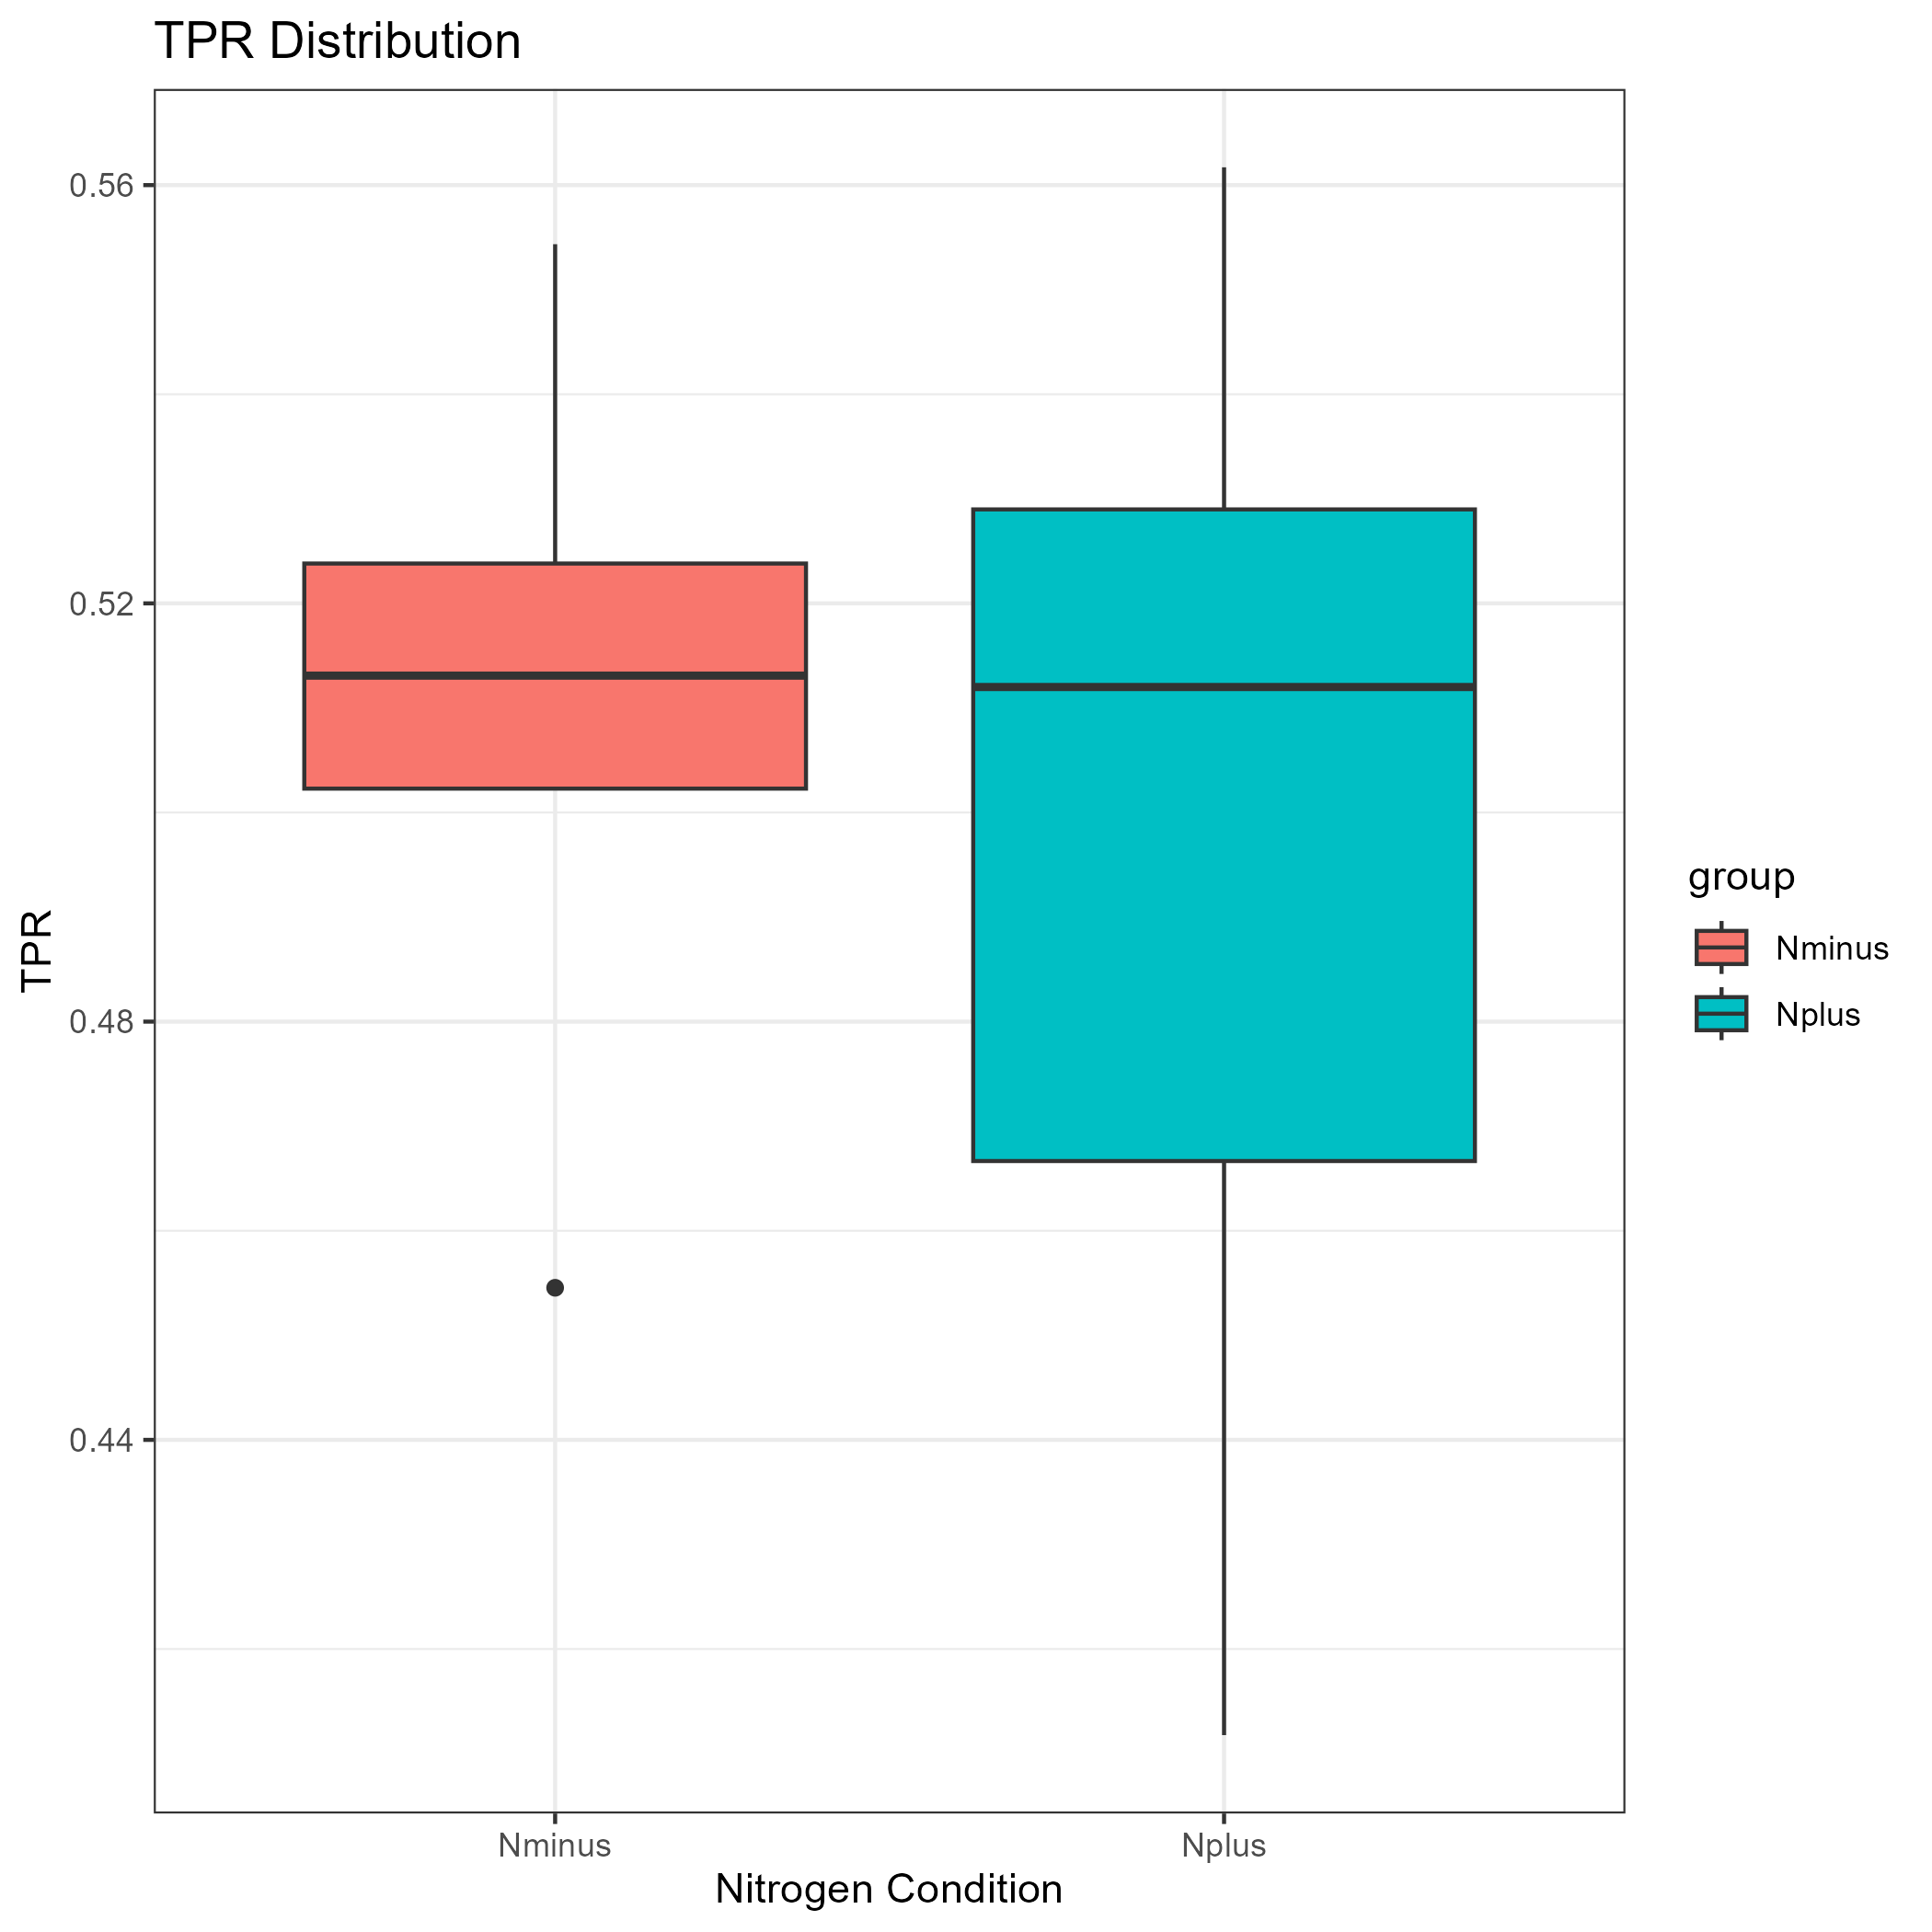 TPR Distribution
0.56
0.52
0.48
0.44
TPR
Nminus
Nplus
Nitrogen Condition
group
Nminus
Nplus